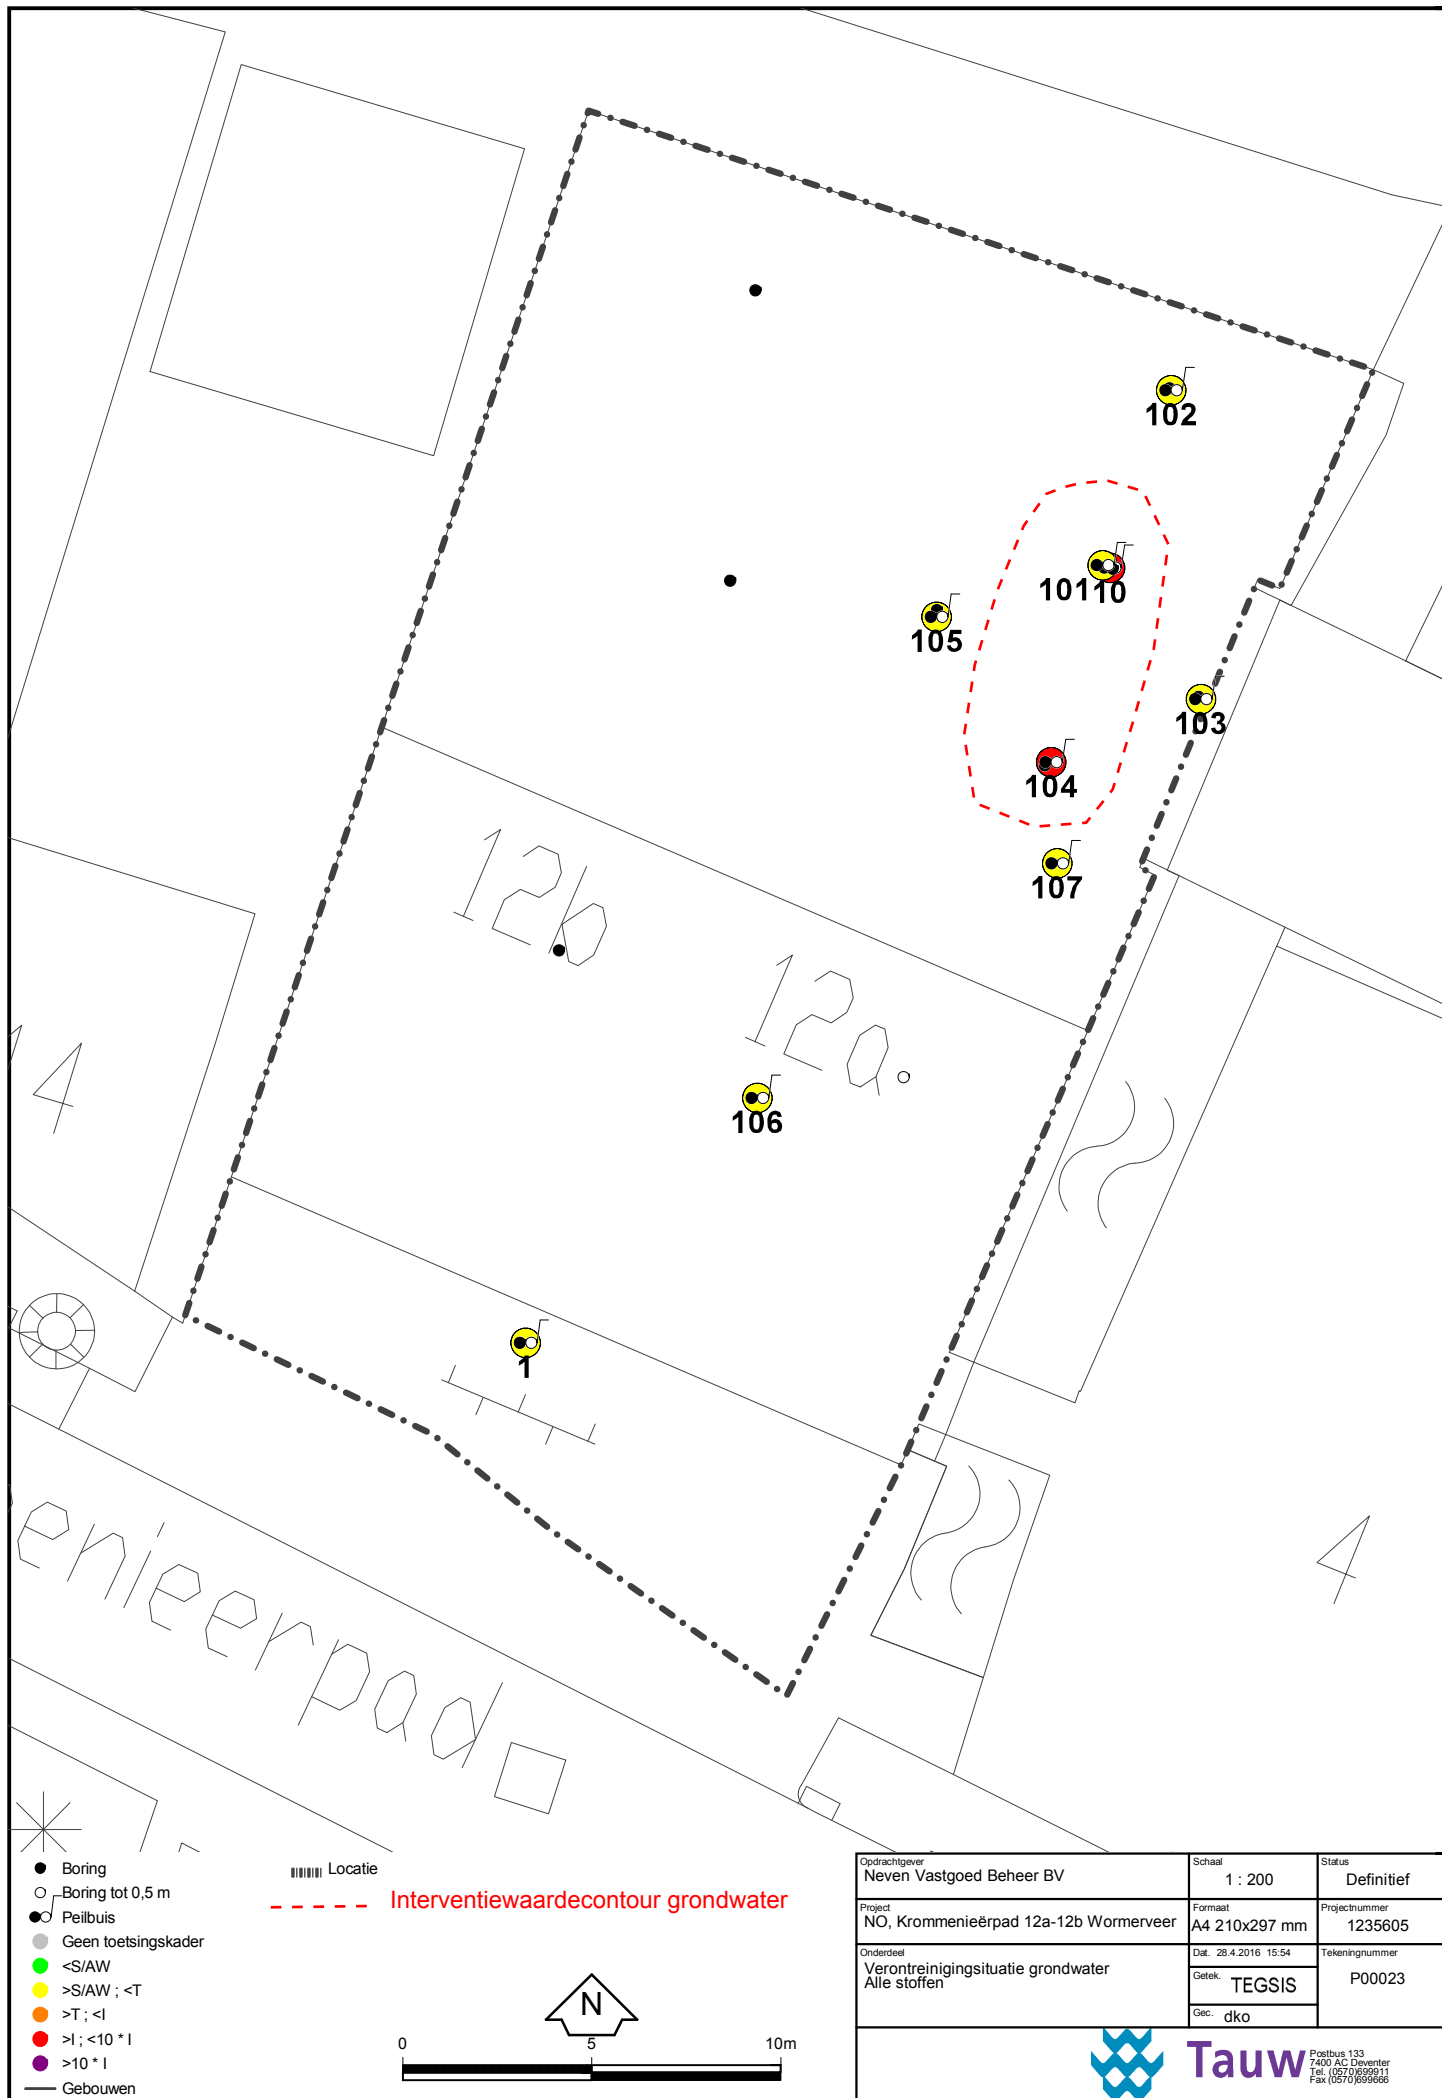 102
101 10
105
103
104
107
12b
12a
14
106
1
enieerpad
4
Boring
Boring tot 0,5 m
Peilbuis
Geen toetsingskader
<S/AW
>S/AW ; <T
>T ; <I
>I ; <10 * I
>10 * I
Gebouwen
Locatie
Interventiewaardecontour grondwater
N
0 5 10m
Opdrachtgever
Neven Vastgoed Beheer BV
Schaal
1 : 200
Status
Definitief
Project
NO, Krommenieërpad 12a-12b Wormerveer
Formaat
A4 210x297 mm
Projectnummer
1235605
Onderdeel
Verontreinigingsituatie grondwater
Alle stoffen
Dat. 28.4.2016 15:54
Getek. TEGSIS
Gec. dko
Tekeningnummer
P00023
Tauw
Postbus 133
7400 AC Deventer
Tel. (0570)699911
Fax (0570)699666